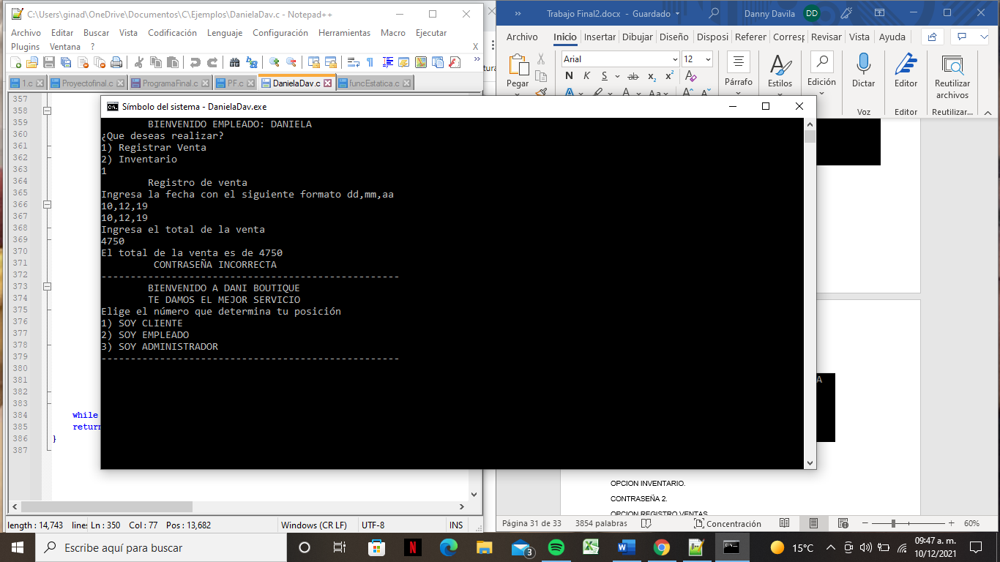 C:\Users\ginad\OneDrive\Documentos\C\Ejemplos\DanielaDav.c - Notepad++
Archivo Editar Buscar Vista Codificación Lenguaje Configuración Herramientas Macro Ejecutar
Plugins Ventana ? X
1.c Proyectofinal.c ProgramaFinal.c PF.c DanielaDav.c funcEstatica.c
357
358
359
360
361
362
363
364
365
366
367
368
369
370
371
372
373
374
375
376
377
378
379
380
381
382
383
384 while
385 return
386 }
387
length : 14,743 lines Ln : 350 Col : 77 Pos : 13,682 Windows (CR LF) UTF-8 INS
Trabajo Final2.docx - Guardado Danny Davila DD
Archivo Inicio Insertar Dibujar Diseño Disposi Referer Corresp Revisar Vista Ayuda
Arial 12
N K S ab x2 x2 A
A Aa A A
Pegar Párrafo Estilos Edición Dictar Editor Reutilizar archivos
Voz Editor Reutilizar...
Símbolo del sistema - DanielaDav.exe
BIENVENIDO EMPLEADO: DANIELA
¿Que deseas realizar?
1) Registrar Venta
2) Inventario
1
Registro de venta
Ingresa la fecha con el siguiente formato dd,mm,aa
10,12,19
10,12,19
Ingresa el total de la venta
4750
El total de la venta es de 4750
CONTRASEÑA INCORRECTA
---------------------------------------------------
BIENVENIDO A DANI BOUTIQUE
TE DAMOS EL MEJOR SERVICIO
Elige el número que determina tu posición
1) SOY CLIENTE
2) SOY EMPLEADO
3) SOY ADMINISTRADOR
---------------------------------------------------
A
OPCION INVENTARIO.
CONTRASEÑA 2.
OPCION REGISTRO VENTAS
Página 31 de 33 3854 palabras Concentración 60%
Escribe aquí para buscar
3
15°C
09:47 a. m.
10/12/2021